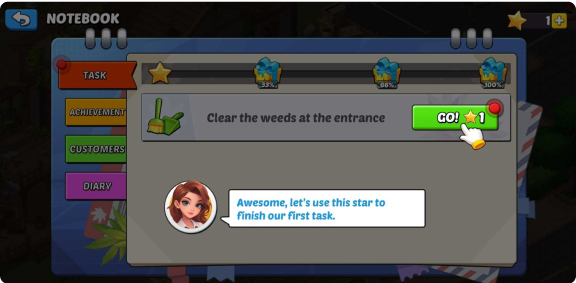 NOTEBOOK
1
TASK
33%
66%
100%
ACHIEVEMENT
Clear the weeds at the entrance
GO! 1
CUSTOMERS
DIARY
Awesome, let's use this star to
finish our first task.